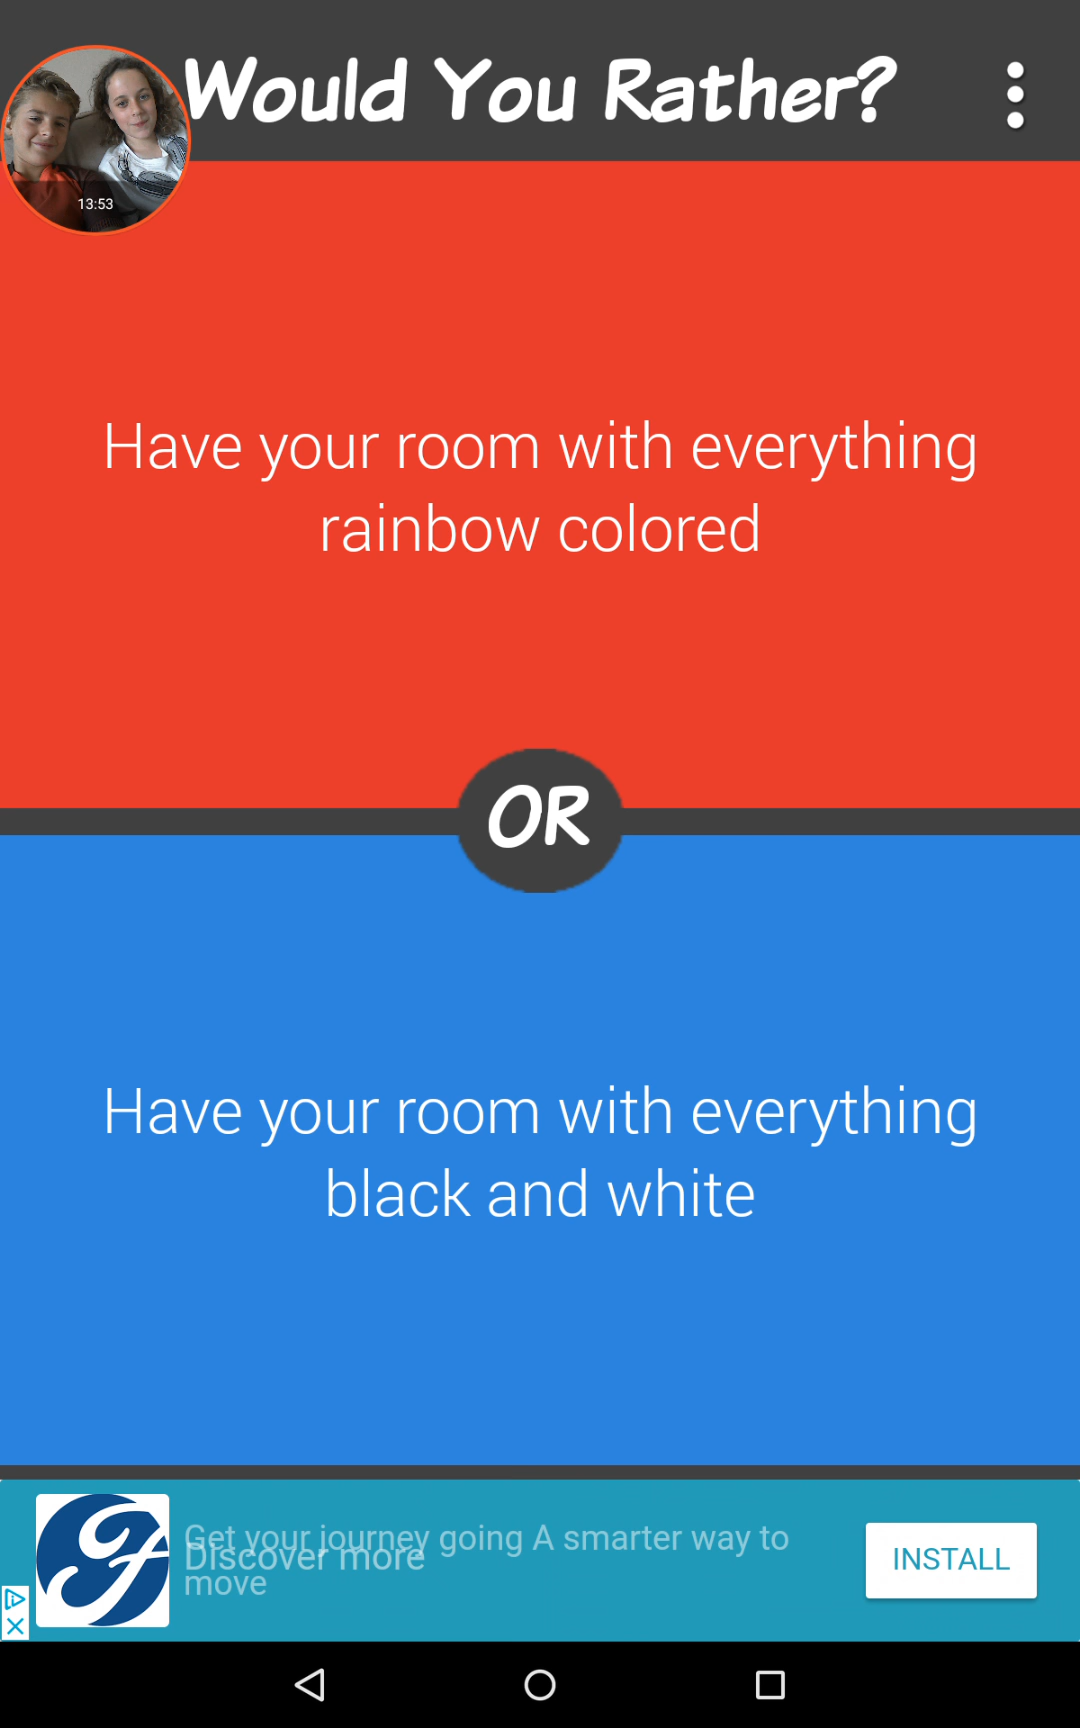 Would You Rather?
13:53
Have your room with everything
rainbow colored
OR
Have your room with everything
black and white
Get your journey going A smarter way to
move
Discover more
INSTALL